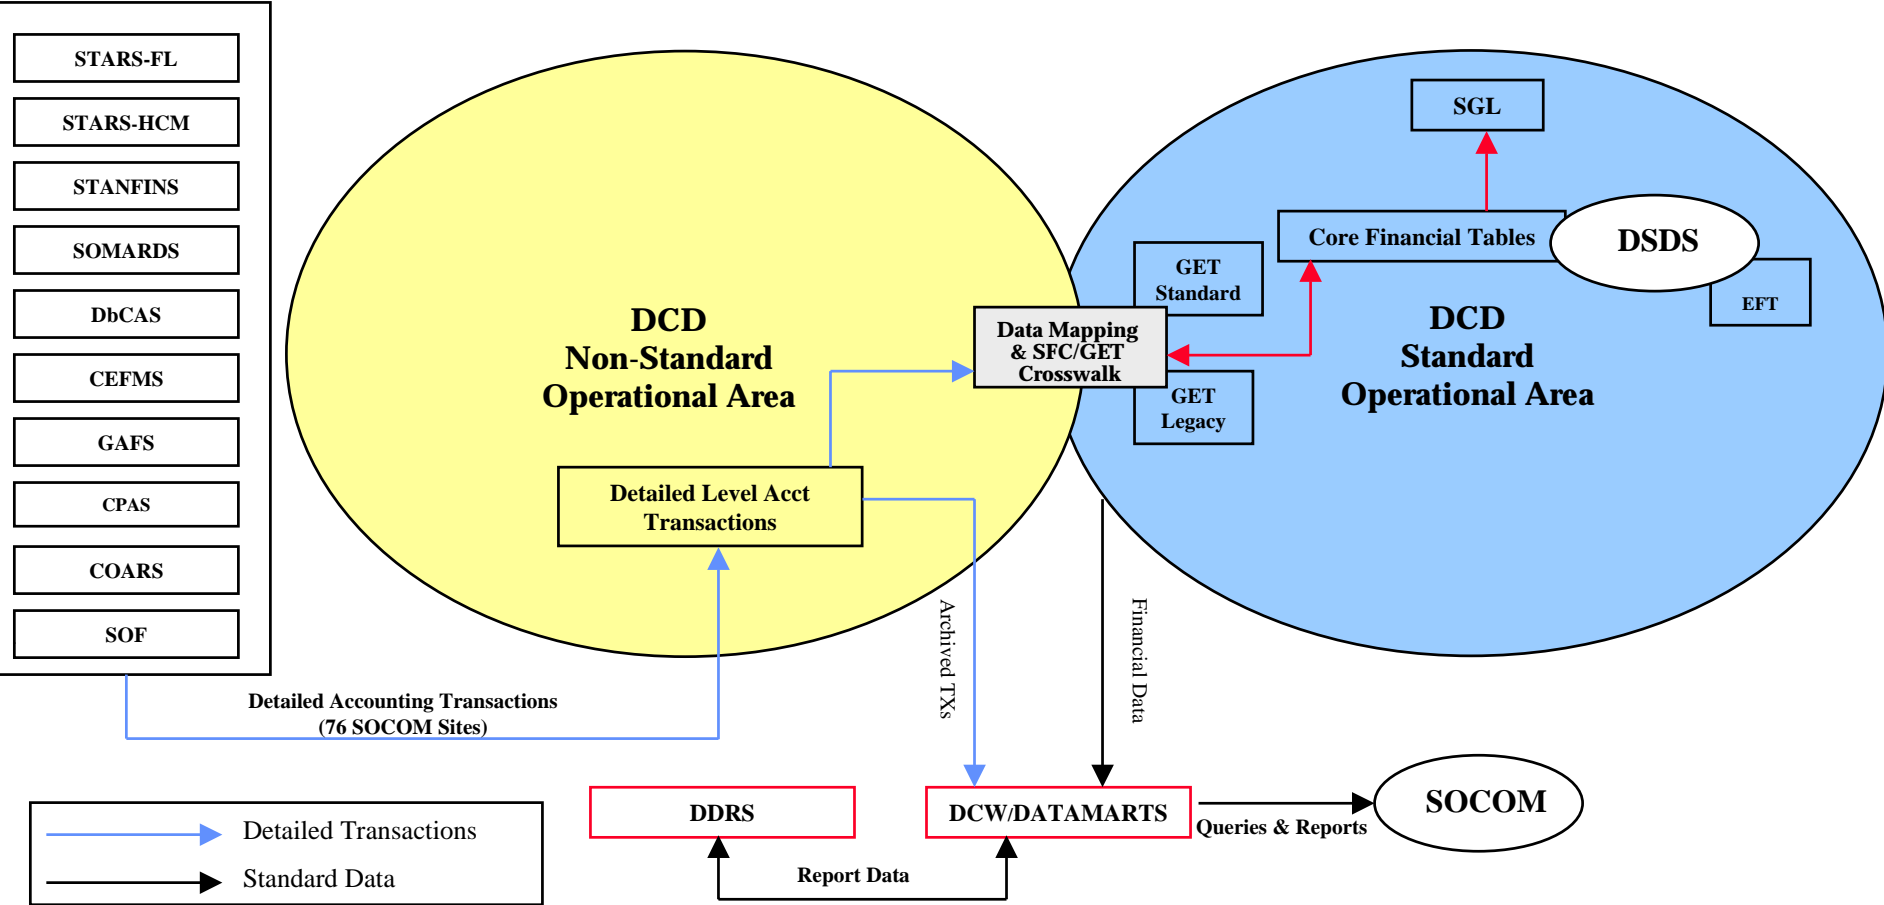 STARS-FL
STARS-HCM
STANFINS
SOMARDS
DbCAS
CEFMS
GAFS
CPAS
COARS
SOF
Detailed Accounting Transactions
(76 SOCOM Sites)
DCD
Non-Standard
Operational Area
Detailed Level Acct
Transactions
Data Mapping
& SFC/GET
Crosswalk
GET
Standard
GET
Legacy
SGL
Core Financial Tables
DSDS
EFT
DCD
Standard
Operational Area
Archived TXs
Financial Data
DDRS
DCW/DATAMARTS
Queries & Reports
SOCOM
Report Data
Detailed Transactions
Standard Data